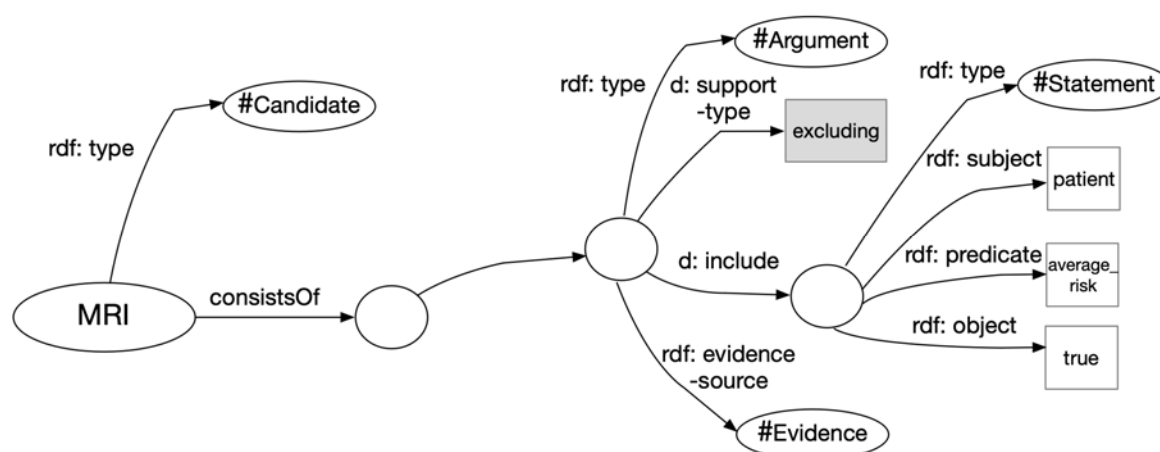 #Argument
rdf: type
#Statement
d: support
-type
rdf: type
#Candidate
excluding
rdf: type
rdf: subject
patient
rdf: predicate
average_
risk
d: include
consistsOf
MRI
rdf: object
true
rdf: evidence
-source
#Evidence